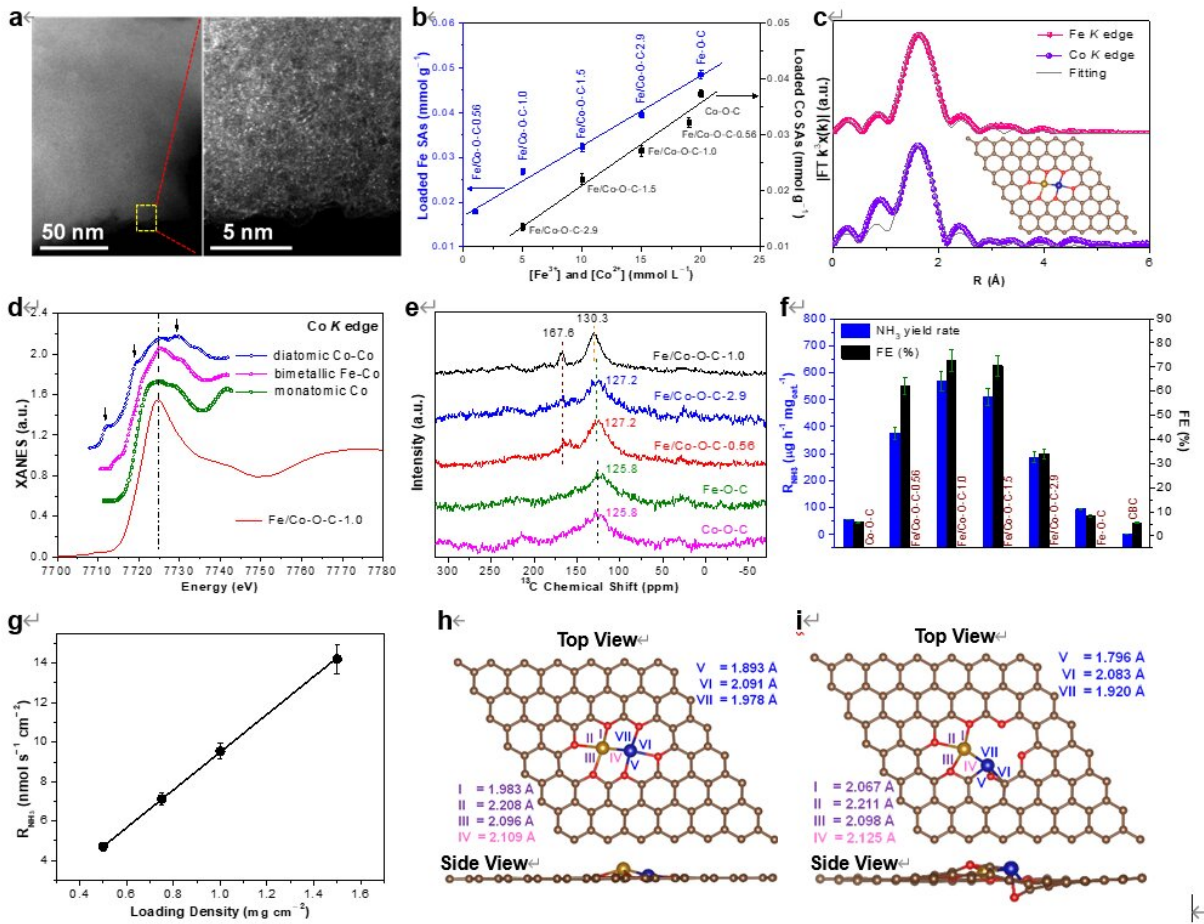 a
50 nm
5 nm
b
Loaded Fe SAs (mmol g⁻¹)
0.06
0.05
0.04
0.03
0.02
0.01
Fe/Co-O-C-0.56
Fe/Co-O-C-1.0
Fe/Co-O-C-1.5
Fe/Co-O-C-2.9
Fe-O-C
Co-O-C
Fe/Co-O-C-0.56
Fe/Co-O-C-1.0
Fe/Co-O-C-1.5
Fe/Co-O-C-2.9
0.05
0.04
0.03
0.02
0.01
Loaded Co SAs (mmol g⁻¹)
0 5 10 15 20 25
[Fe³⁺] and [Co²⁺] (mmol L⁻¹)
c
|FT k³χ(k)| (a.u.)
Fe K edge
Co K edge
Fitting
0 2 4 6
R (Å)
d
Co K edge
XANES (a.u.)
2.4
2.0
1.6
1.2
0.8
0.4
0.0
diatomic Co-Co
bimetallic Fe-Co
monatomic Co
Fe/Co-O-C-1.0
7700 7710 7720 7730 7740 7750 7760 7770 7780
Energy (eV)
e
Intensity (a.u.)
167.6
130.3
Fe/Co-O-C-1.0
127.2
Fe/Co-O-C-2.9
127.2
Fe/Co-O-C-0.56
125.8
Fe-O-C
125.8
Co-O-C
300 250 200 150 100 50 0 -50
¹³C Chemical Shift (ppm)
f
R NH₃ (μg h⁻¹ mg cat.⁻¹)
800
700
600
500
400
300
200
100
0
NH₃ yield rate
FE (%)
Co-O-C
Fe/Co-O-C-0.56
Fe/Co-O-C-1.0
Fe/Co-O-C-1.5
Fe/Co-O-C-2.9
Fe-O-C
CBC
90
80
70
60
50
40
30
20
10
0
FE (%)
g
R NH₃ (nmol s⁻¹ cm⁻²)
14
12
10
8
6
4
0.4 0.6 0.8 1.0 1.2 1.4 1.6
Loading Density (mg cm⁻²)
h
Top View
V = 1.893 A
VI = 2.091 A
VII = 1.978 A
I
II
III
IV
V
VI
VII
I = 1.983 A
II = 2.208 A
III = 2.096 A
IV = 2.109 A
Side View
i
Top View
V = 1.796 A
VI = 2.083 A
VII = 1.920 A
I
II
III
IV
V
VI
VII
I = 2.067 A
II = 2.211 A
III = 2.098 A
IV = 2.125 A
Side View